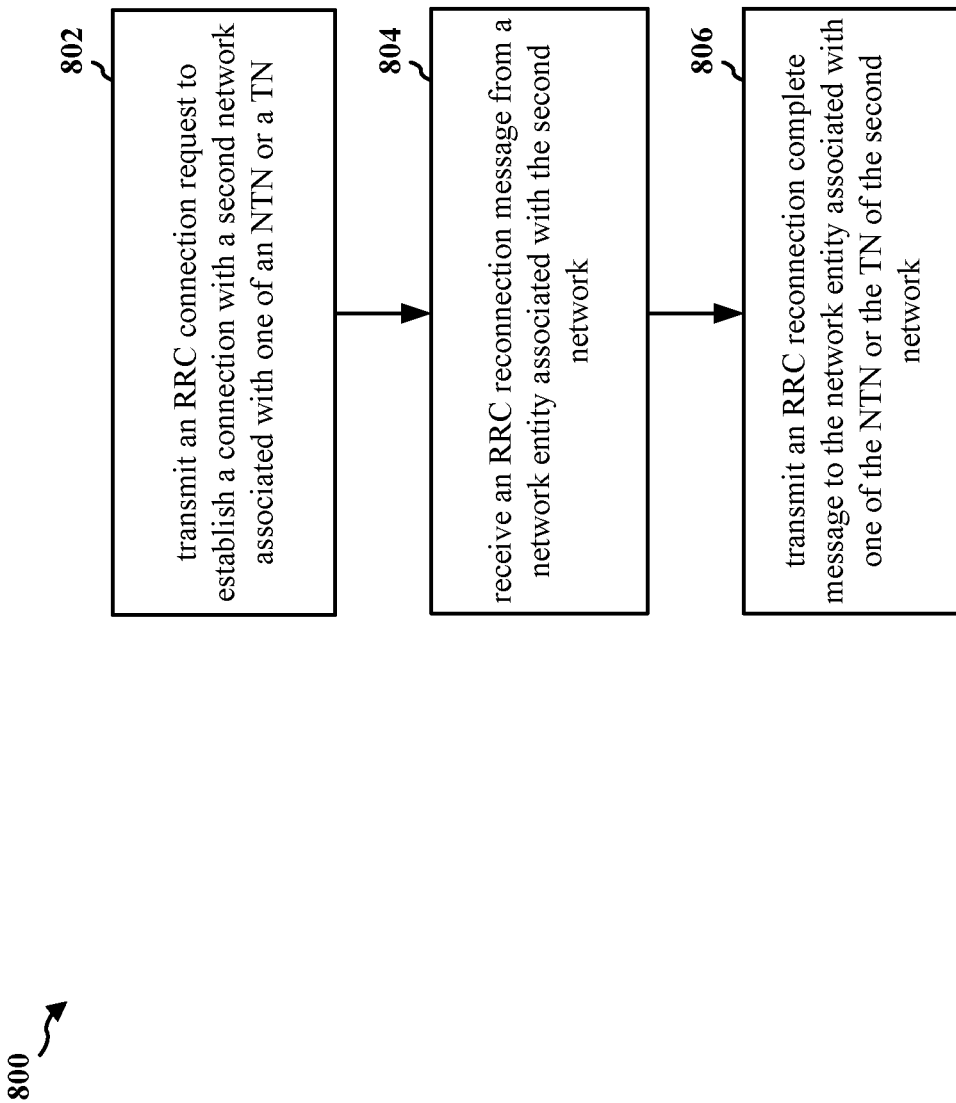 800
802
transmit an RRC connection request to
establish a connection with a second network
associated with one of an NTN or a TN
804
receive an RRC reconnection message from a
network entity associated with the second
network
806
transmit an RRC reconnection complete
message to the network entity associated with
one of the NTN or the TN of the second
network